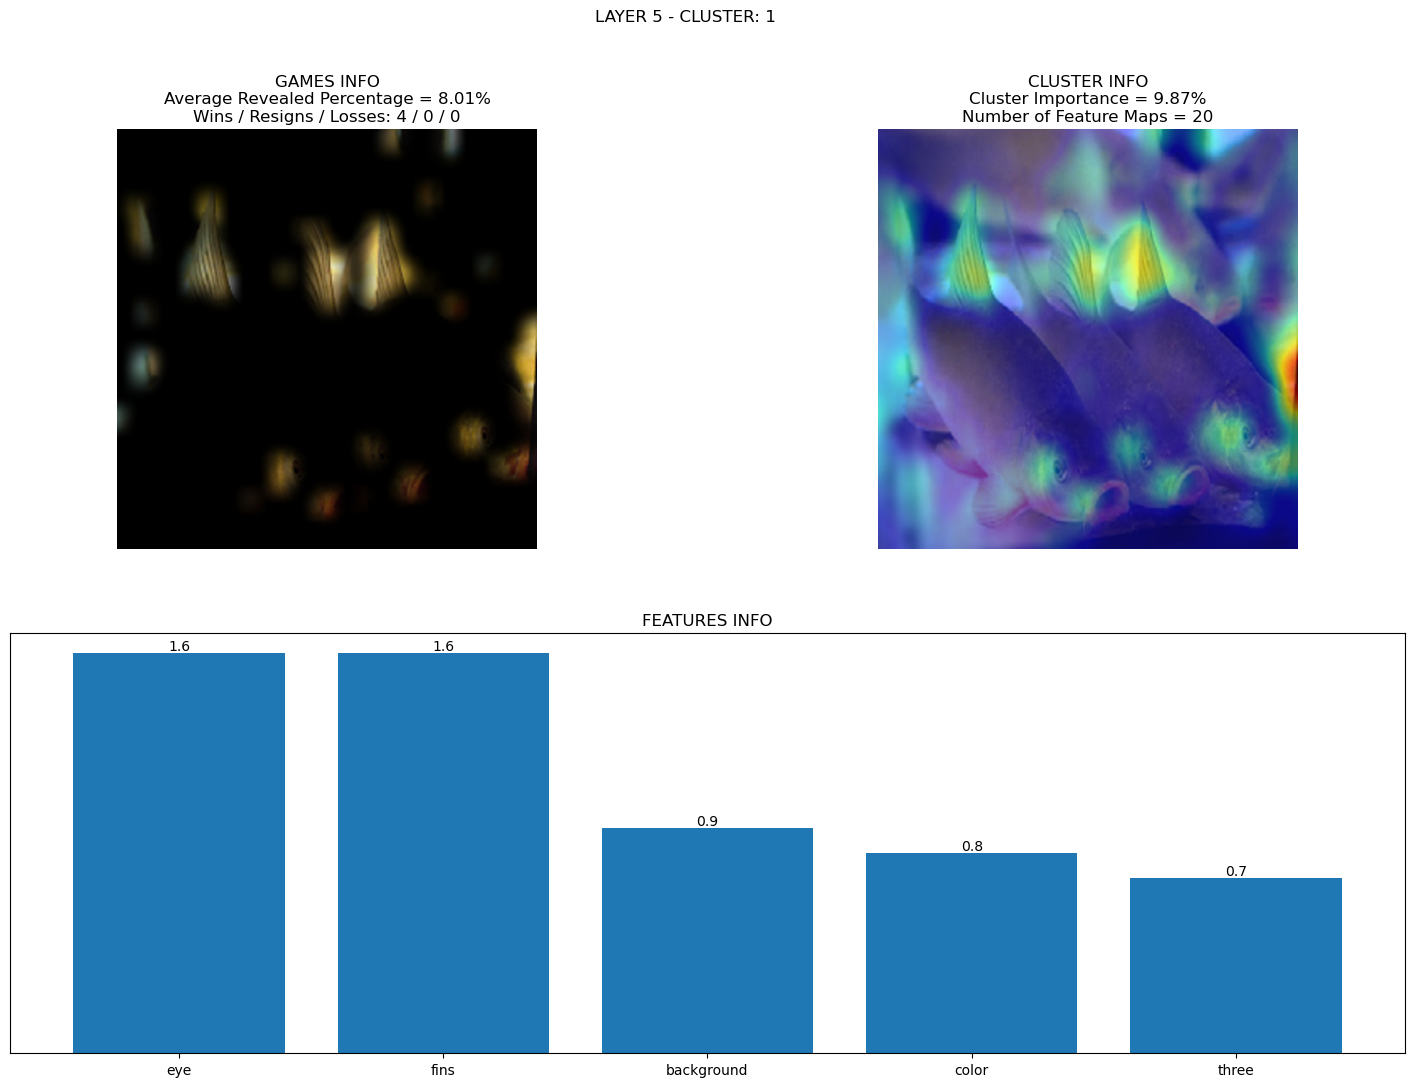 LAYER 5 - CLUSTER: 1
GAMES INFO
Average Revealed Percentage = 8.01%
Wins / Resigns / Losses: 4 / 0 / 0
CLUSTER INFO
Cluster Importance = 9.87%
Number of Feature Maps = 20
FEATURES INFO
1.6
1.6
0.9
0.8
0.7
eye
fins
background
color
three